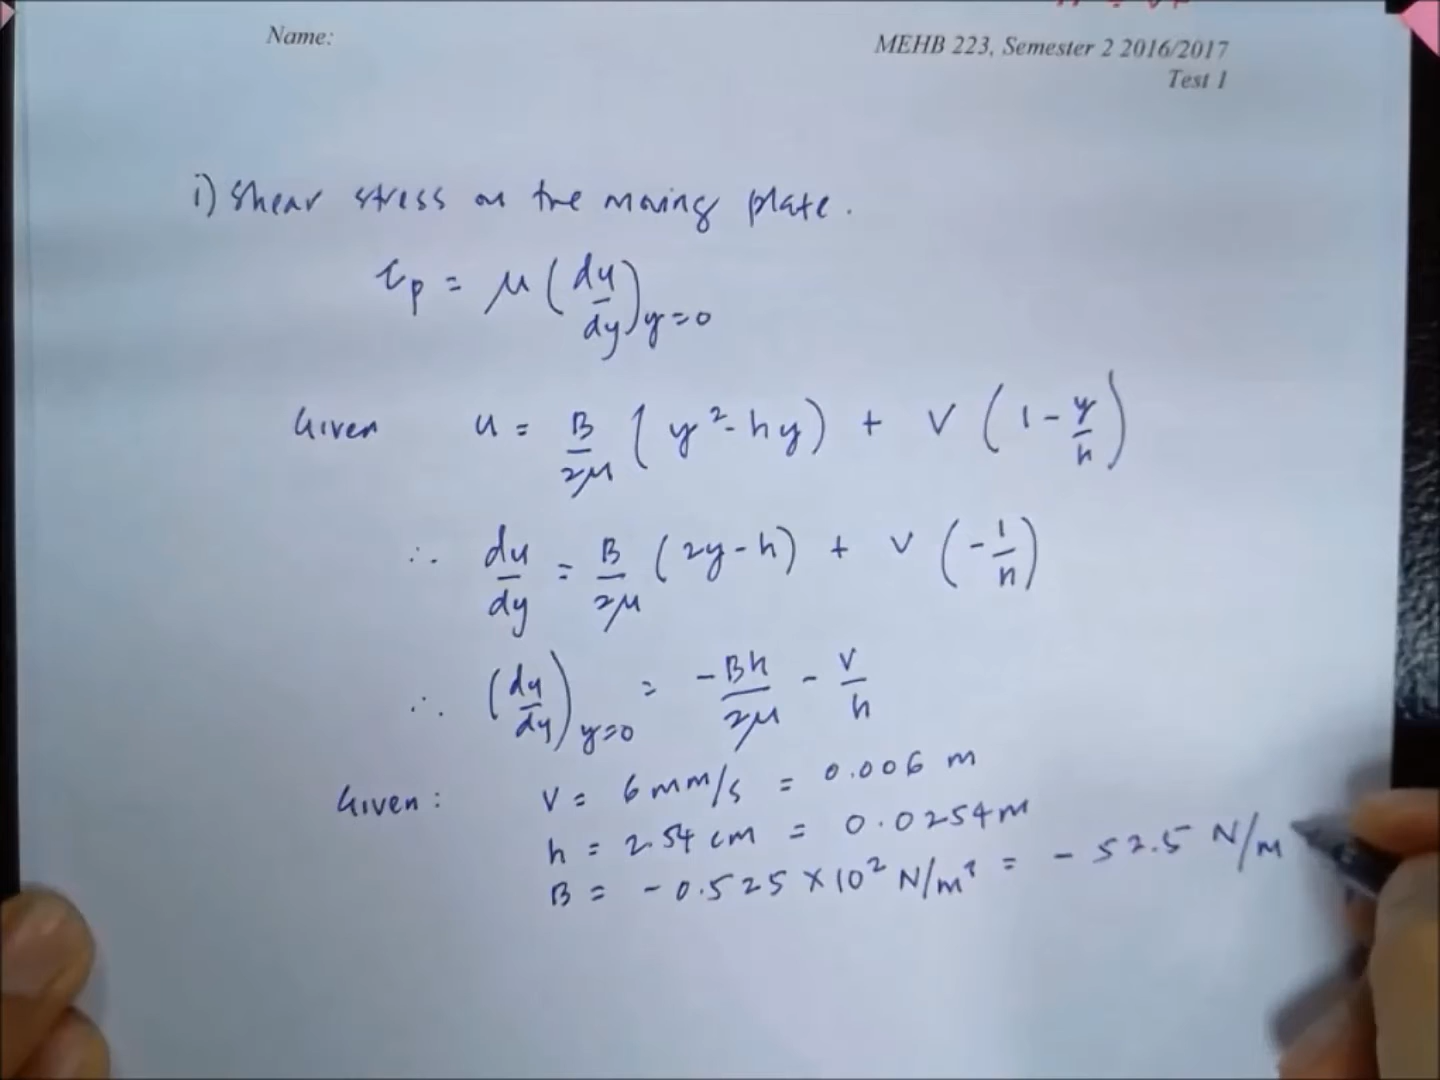 Name:
MEHB 223, Semester 2 2016/2017
Test 1
i) Shear stress on the moving plate.
τp = μ (du/dy)y=0
Given u = B/2μ (y² - hy) + V (1 - y/h)
∴ du/dy = B/2μ (2y - h) + V (-1/h)
∴ (du/dy)y=0 = -Bh/2μ - V/h
Given: V = 6 mm/s = 0.006 m
h = 2.54 cm = 0.0254 m
B = -0.525 × 10² N/m³ = -52.5 N/m